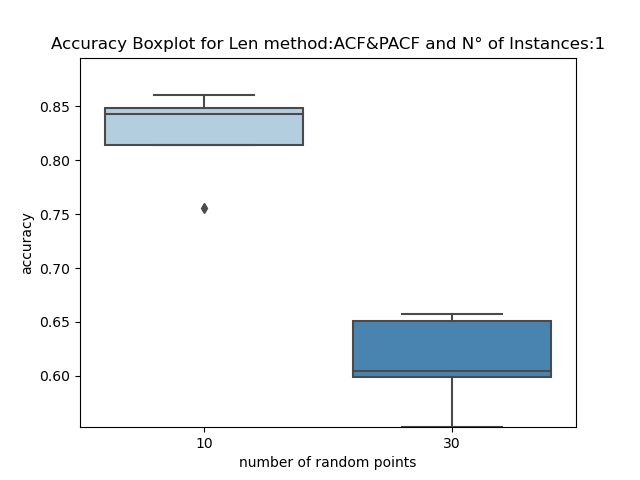 Accuracy Boxplot for Len method:ACF&PACF and N° of Instances:1
0.85
0.80
0.75
0.70
0.65
0.60
accuracy
10 30
number of random points